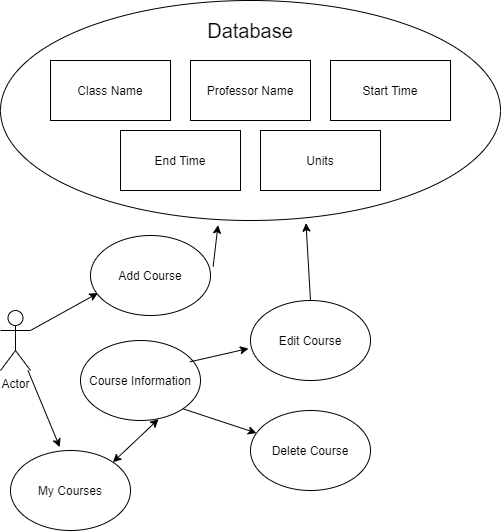 Database
Class Name
Professor Name
Start Time
End Time
Units
Add Course
Edit Course
Course Information
Actor
Delete Course
My Courses